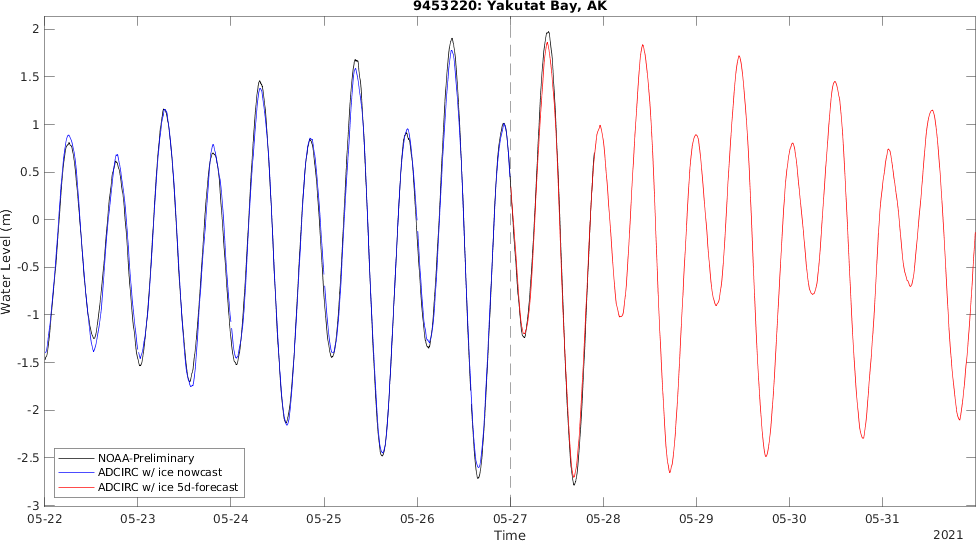 9453220: Yakutat Bay, AK
Water Level (m)
2
1.5
1
0.5
0
-0.5
-1
-1.5
-2
-2.5
-3
NOAA-Preliminary
ADCIRC w/ ice nowcast
ADCIRC w/ ice 5d-forecast
05-22 05-23 05-24 05-25 05-26 05-27 05-28 05-29 05-30 05-31
Time
2021